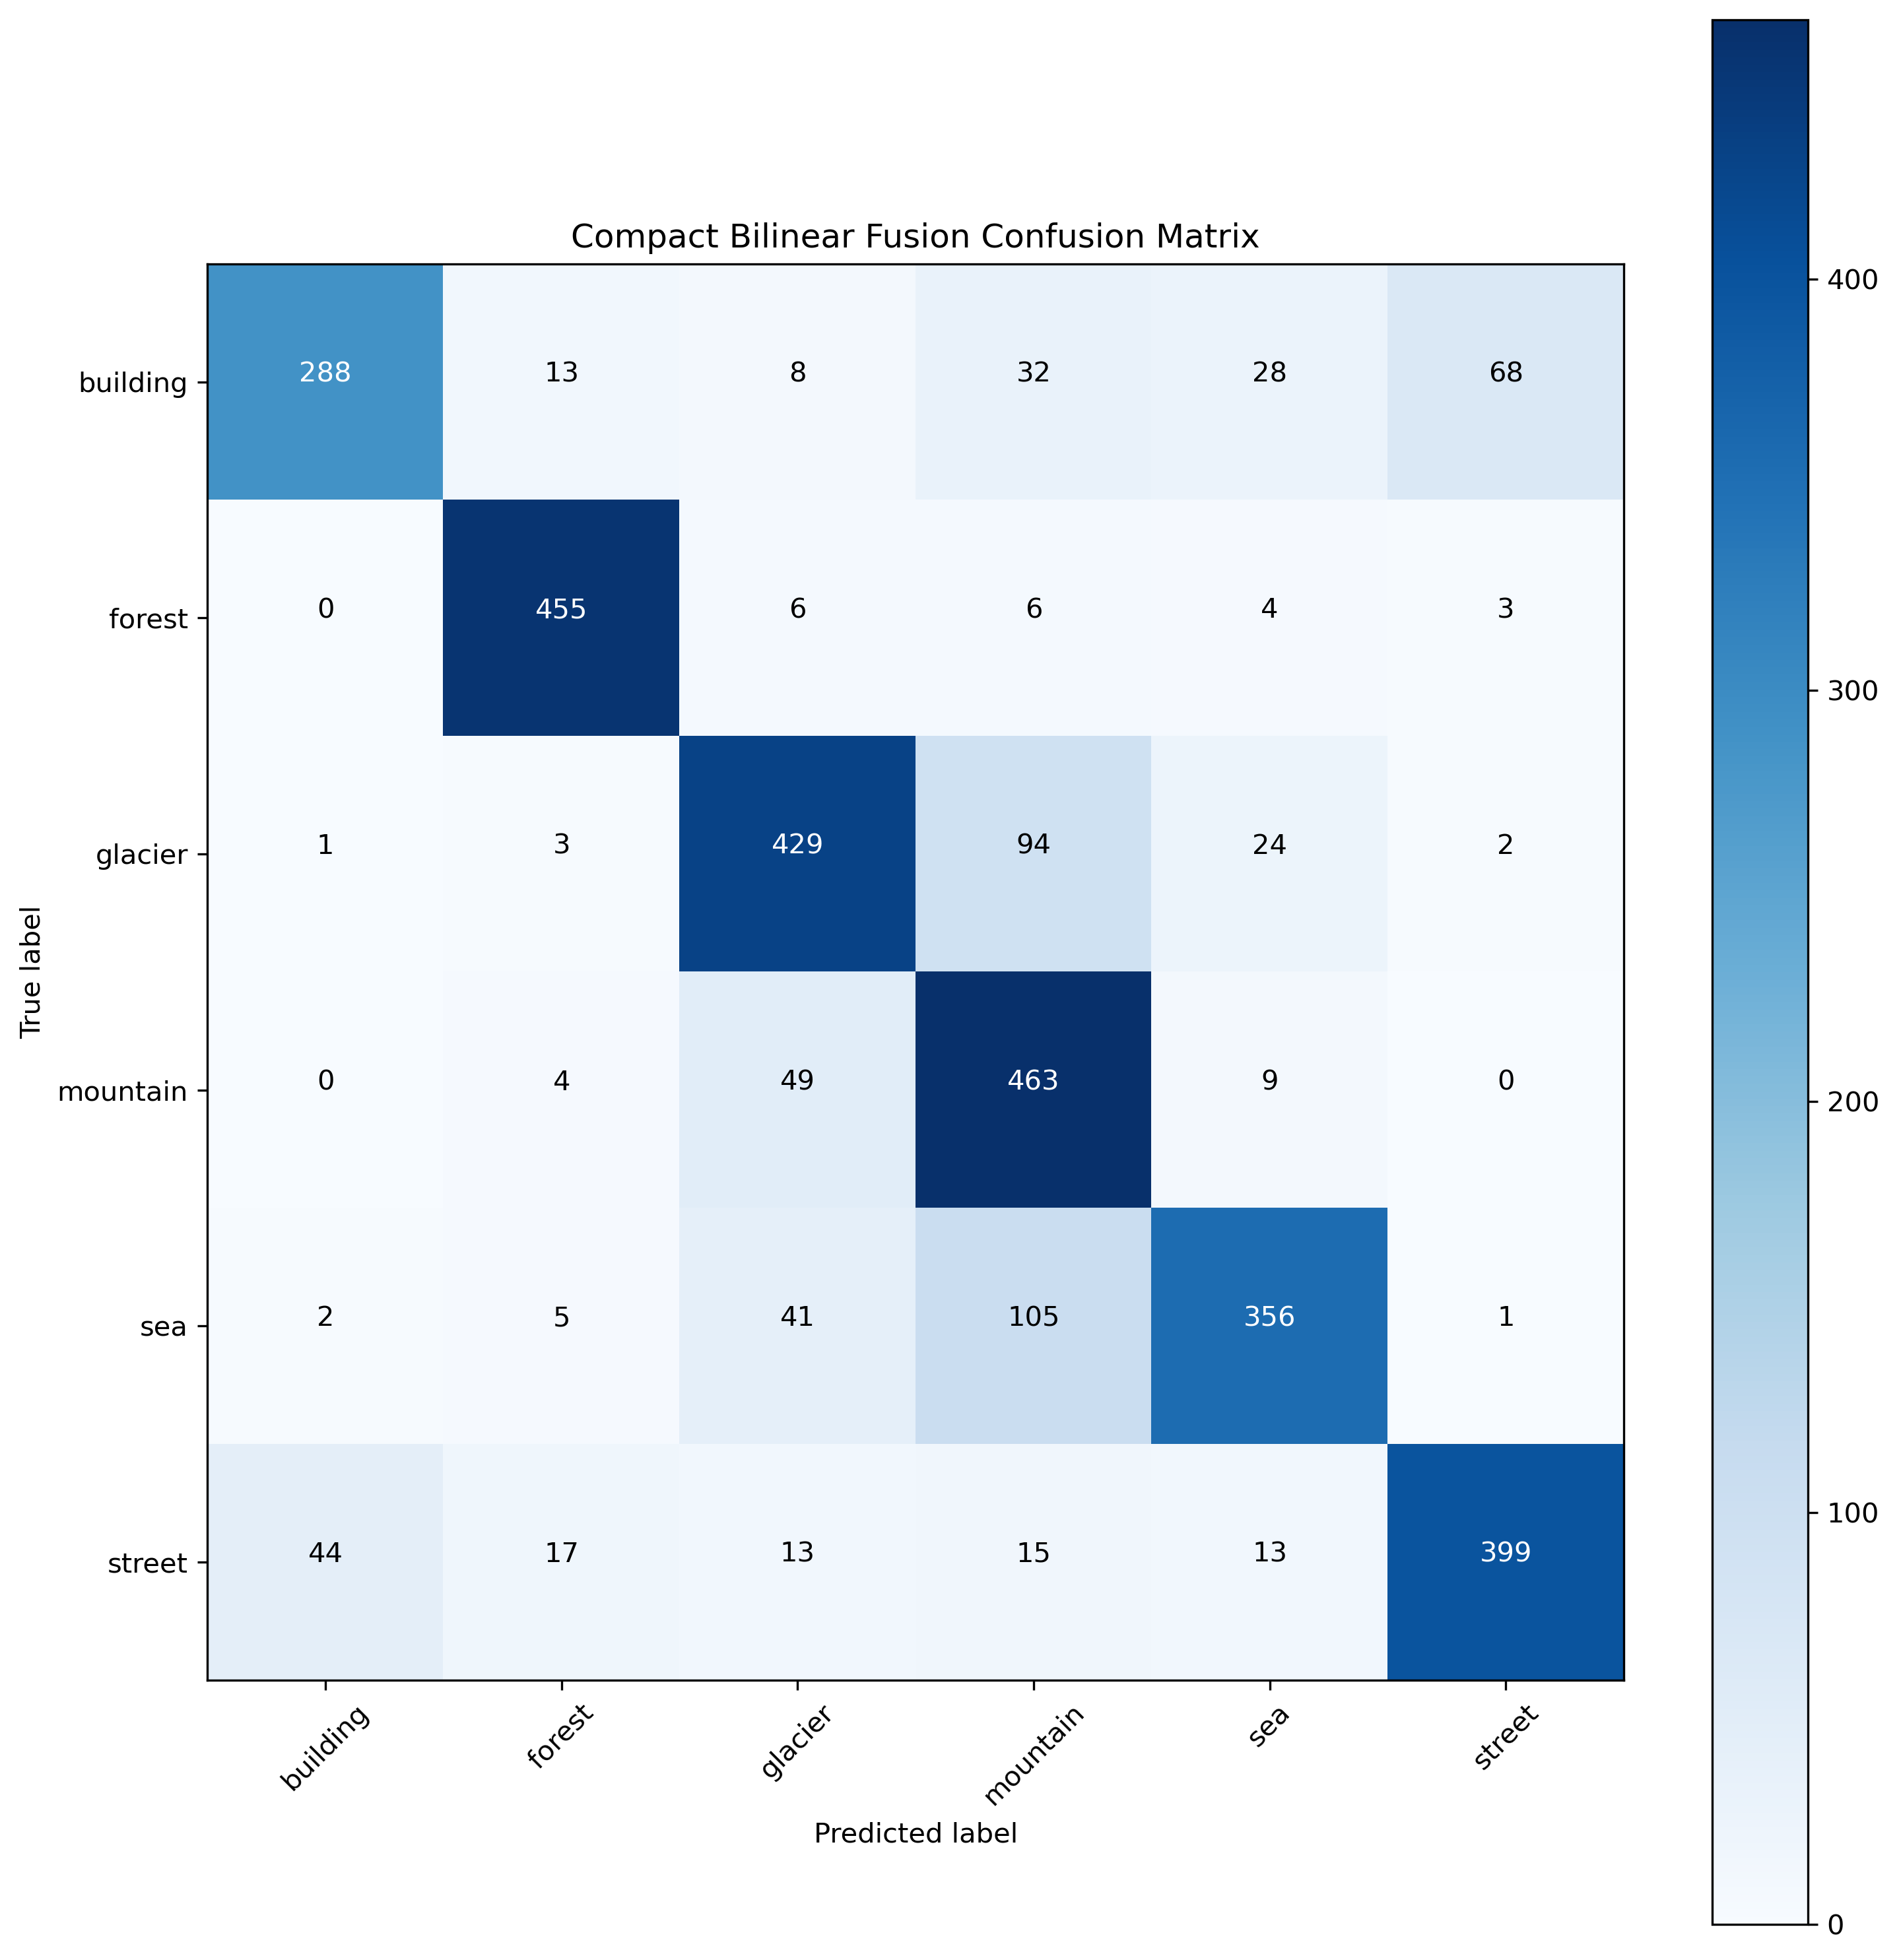 Compact Bilinear Fusion Confusion Matrix
building 288 13 8 32 28 68
forest 0 455 6 6 4 3
glacier 1 3 429 94 24 2
mountain 0 4 49 463 9 0
sea 2 5 41 105 356 1
street 44 17 13 15 13 399
building forest glacier mountain sea street
Predicted label
True label
400
300
200
100
0